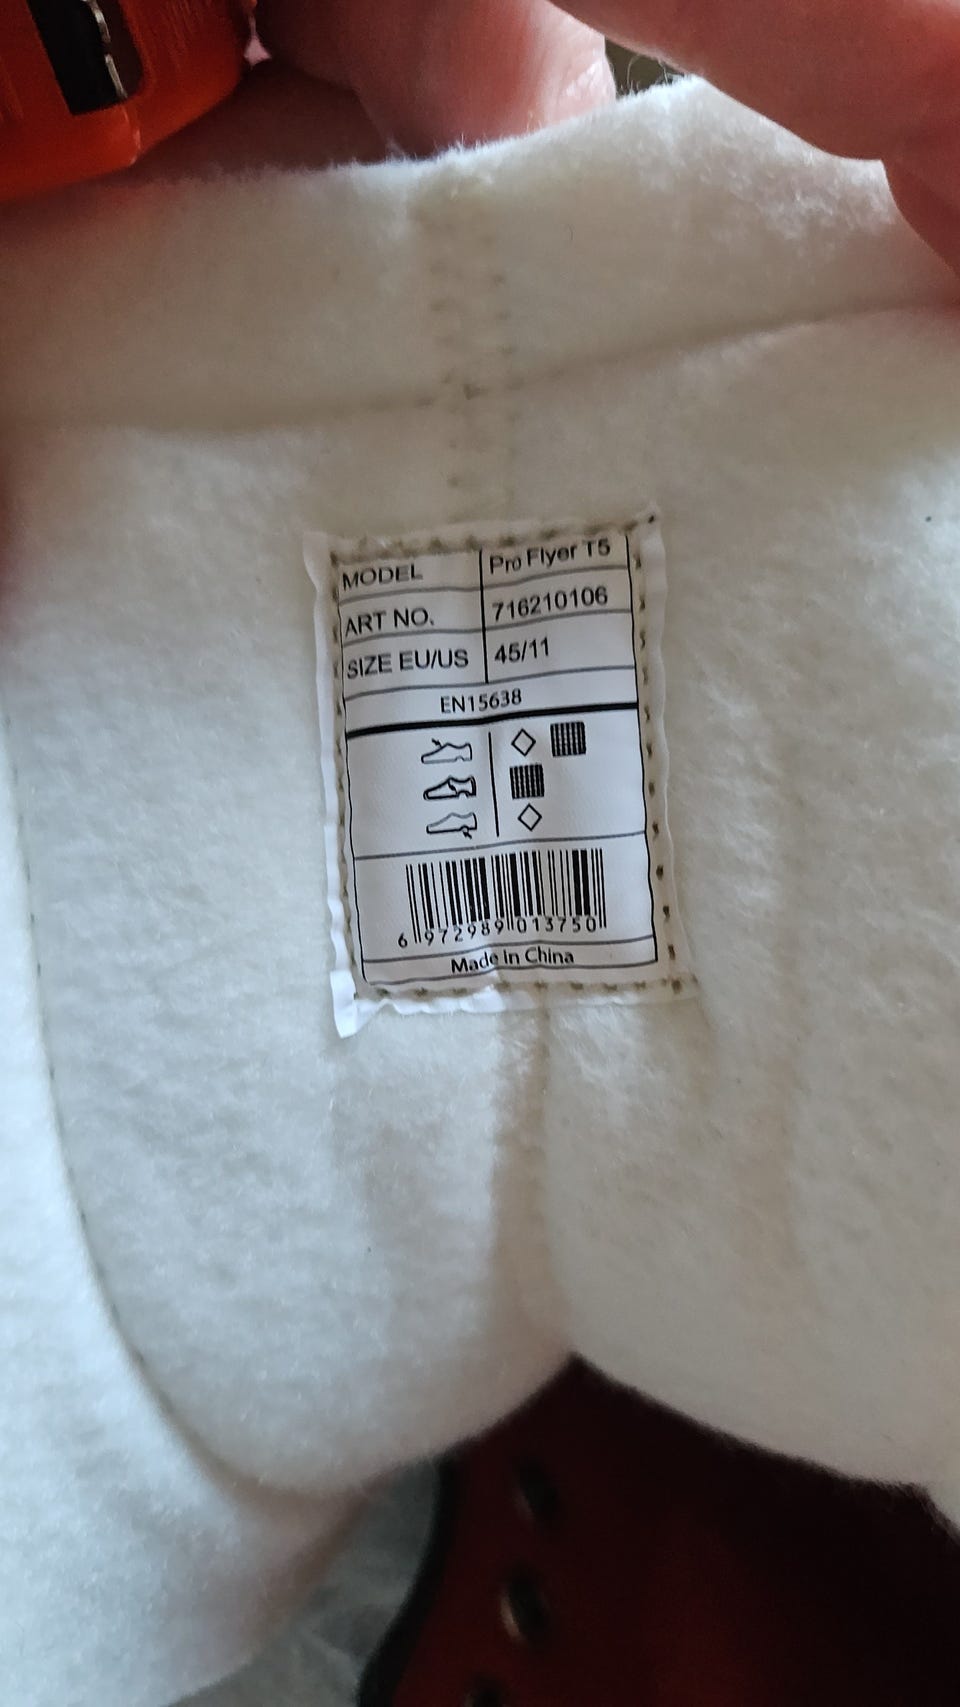 MODEL Pro Flyer T5
ART NO. 716210106
SIZE EU/US 45/11
EN15638
6 972989 013750
Made In China